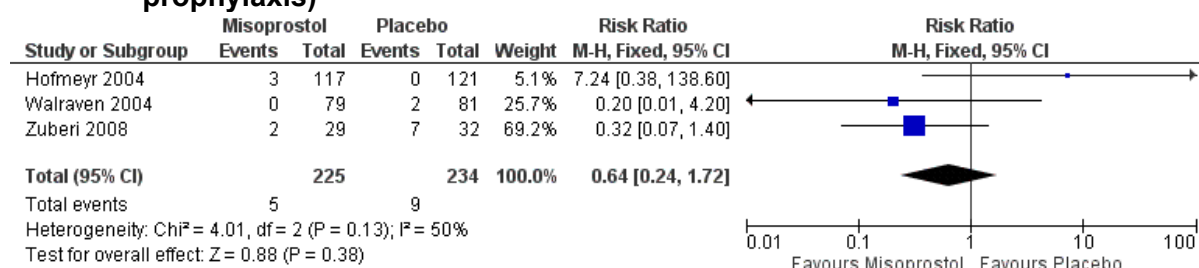 prophylaxis)
Misoprostol Placebo Risk Ratio Risk Ratio
Study or Subgroup Events Total Events Total Weight M-H, Fixed, 95% CI M-H, Fixed, 95% CI
Hofmeyr 2004 3 117 0 121 5.1% 7.24 [0.38, 138.60]
Walraven 2004 0 79 2 81 25.7% 0.20 [0.01, 4.20]
Zuberi 2008 2 29 7 32 69.2% 0.32 [0.07, 1.40]
Total (95% CI) 225 234 100.0% 0.64 [0.24, 1.72]
Total events 5 9
Heterogeneity: Chi² = 4.01, df = 2 (P = 0.13); I² = 50%
Test for overall effect: Z = 0.88 (P = 0.38)
0.01 0.1 1 10 100
Favours Misoprostol Favours Placebo